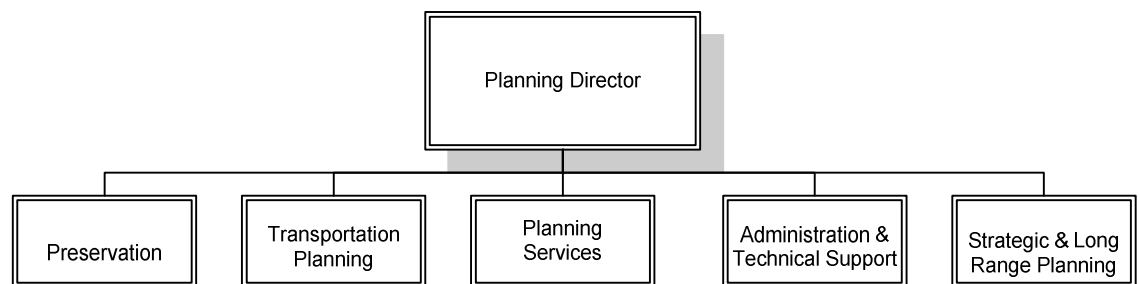 Planning Director
Preservation
Transportation
Planning
Planning
Services
Administration &
Technical Support
Strategic & Long
Range Planning